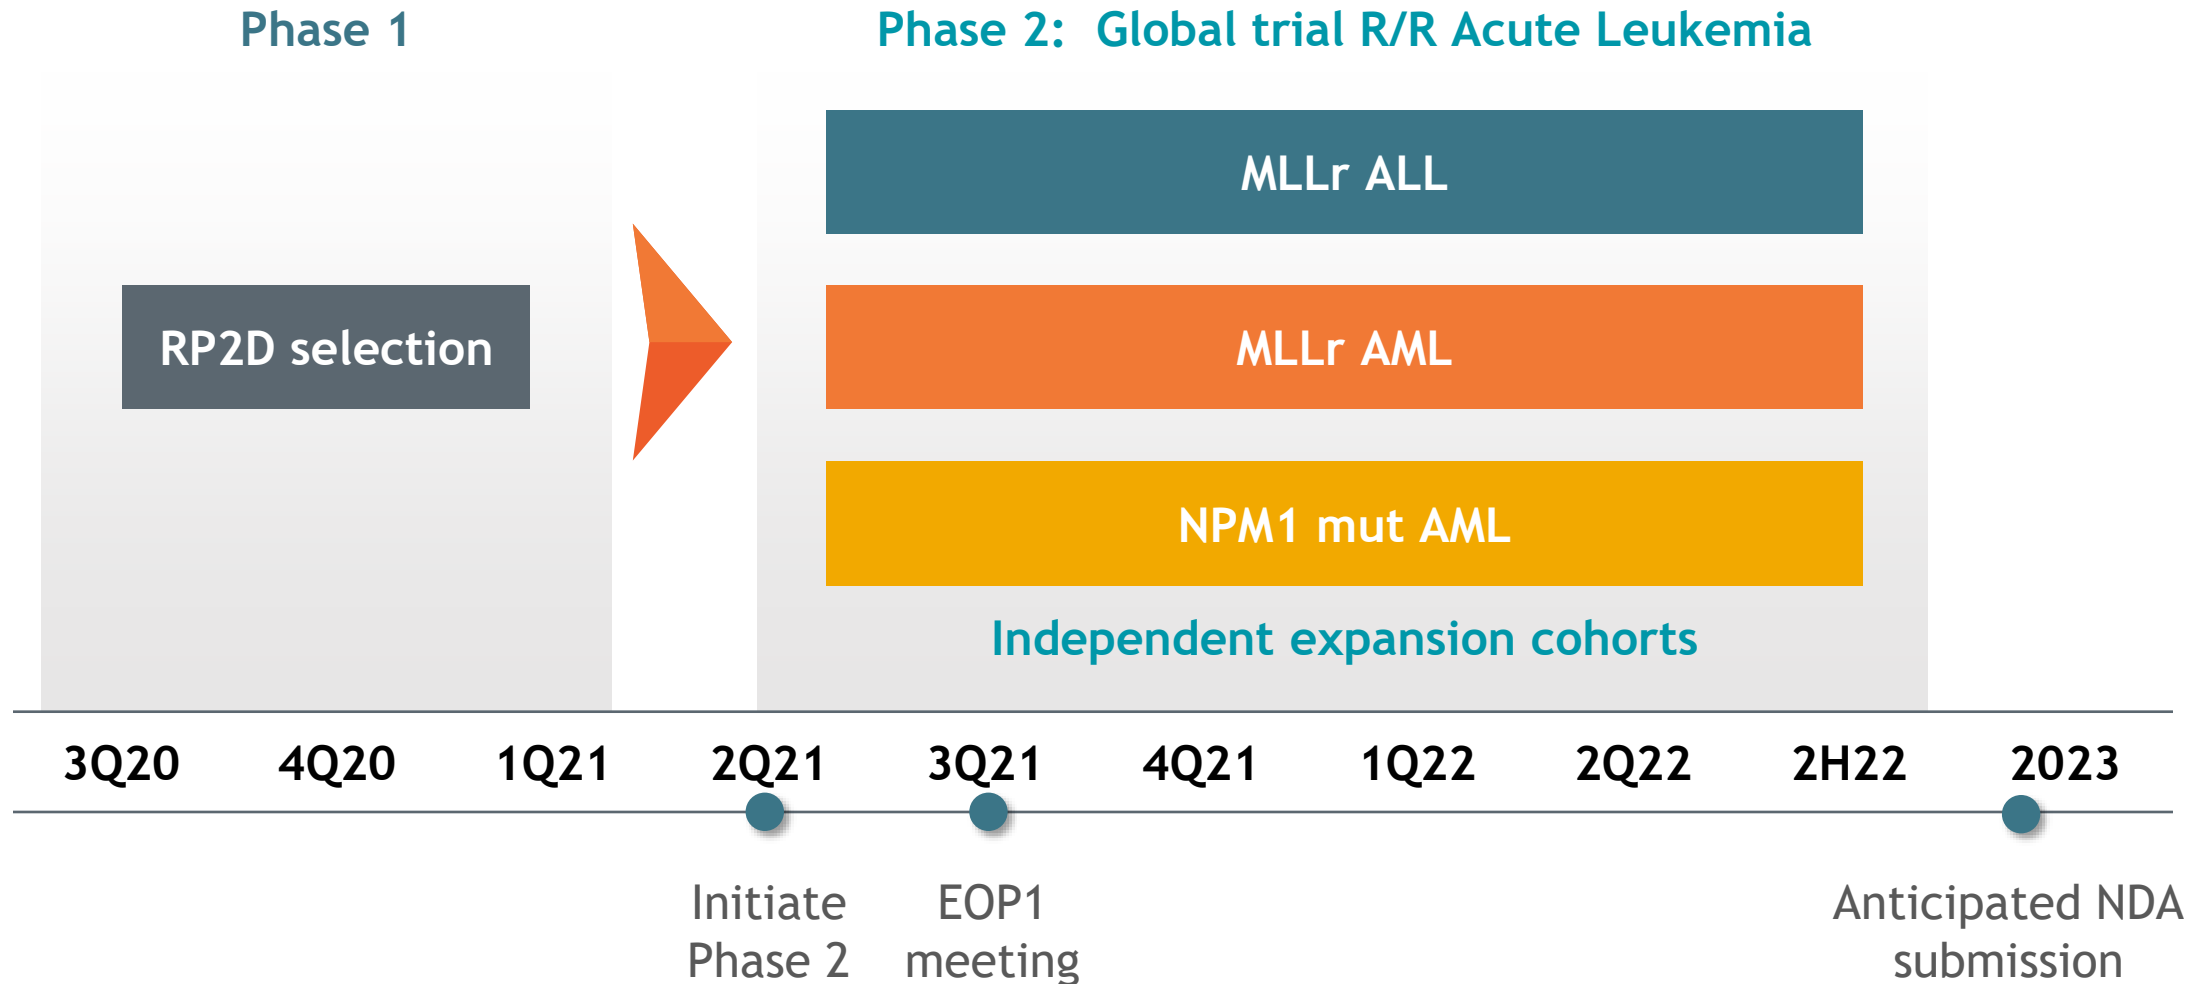 Phase 1
Phase 2: Global trial R/R Acute Leukemia
MLLr ALL
RP2D selection
MLLr AML
NPM1 mut AML
Independent expansion cohorts
3Q20 4Q20 1Q21 2Q21 3Q21 4Q21 1Q22 2Q22 2H22 2023
Initiate
Phase 2
EOP1
meeting
Anticipated NDA
submission